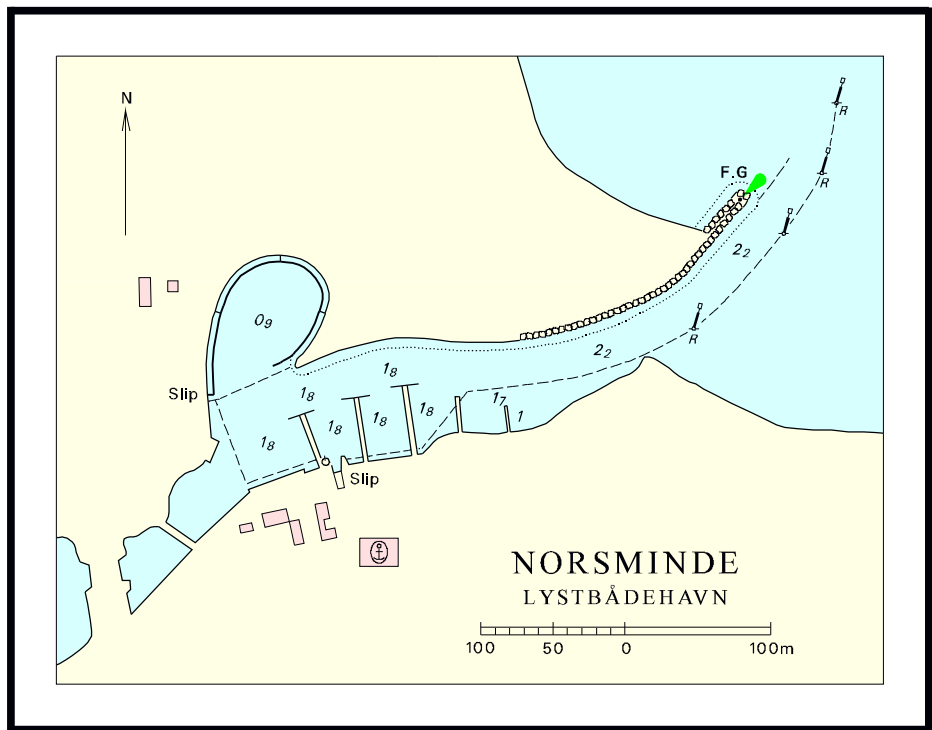 N
R
F.G
R
2₂
R
0₉
2₂
1₈
Slip
1₈
1₇
1₈
1₈
1
1₈
1₈
Slip
NORSMINDE
LYSTBÅDEHAVN
100 50 0 100m